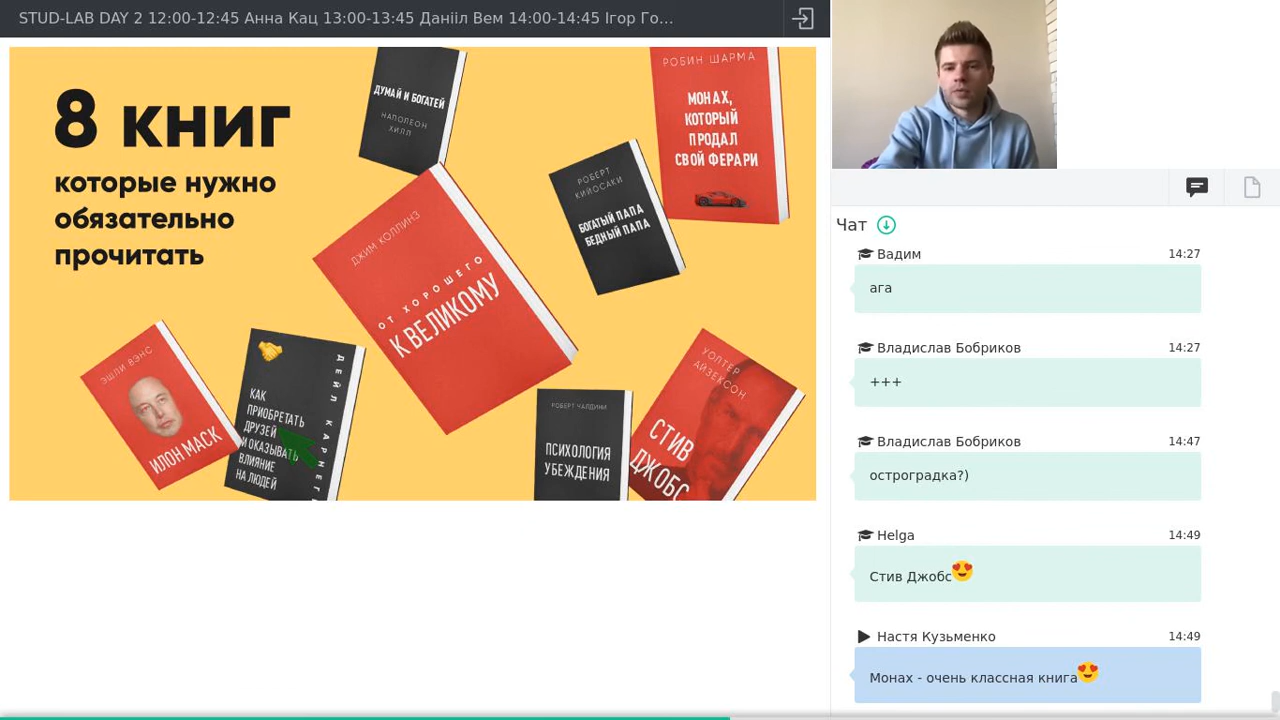 STUD-LAB DAY 2 12:00-12:45 Анна Кац 13:00-13:45 Данііл Вем 14:00-14:45 Ігор Го...
8 книг
которые нужно
обязательно
прочитать
ДУМАЙ И БОГАТЕЙ
НАПОЛЕОН
ХИЛЛ
РОБИН ШАРМА
МОНАХ,
КОТОРЫЙ
ПРОДАЛ
СВОЙ ФЕРАРИ
РОБЕРТ
КИЙОСАКИ
БОГАТЫЙ ПАПА
БЕДНЫЙ ПАПА
ДЖИМ КОЛЛИНЗ
ОТ ХОРОШЕГО
К ВЕЛИКОМУ
ЭШЛИ ВЭНС
ИЛОН МАСК
КАК
ПРИОБРЕТАТЬ
ДРУЗЕЙ
И ОКАЗЫВАТЬ
ВЛИЯНИЕ
НА ЛЮДЕЙ
ДЕЙЛ КАРНЕГИ
РОБЕРТ ЧАЛДИНИ
ПСИХОЛОГИЯ
УБЕЖДЕНИЯ
УОЛТЕР
АЙЗЕКСОН
СТИВ
ДЖОБС
Чат
Вадим 14:27
ага
Владислав Бобриков 14:27
+++
Владислав Бобриков 14:47
остроградка?)
Helga 14:49
Стив Джобс😍
Настя Кузьменко 14:49
Монах - очень классная книга😍